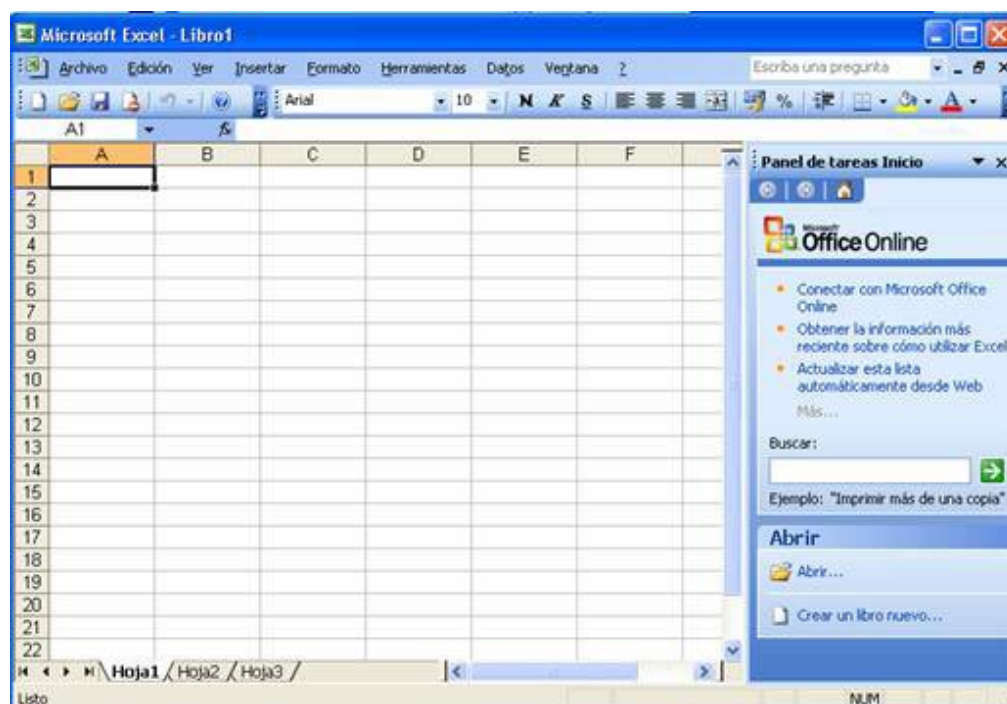 Microsoft Excel - Libro1
Archivo Edición Ver Insertar Formato Herramientas Datos Ventana ? Escriba una pregunta
Arial 10 N K S %
A1 fx
A B C D E F
1
2
3
4
5
6
7
8
9
10
11
12
13
14
15
16
17
18
19
20
21
22
Hoja1 / Hoja2 / Hoja3 /
Listo NUM
Panel de tareas Inicio
Microsoft
Office Online
Conectar con Microsoft Office
Online
Obtener la información más
reciente sobre cómo utilizar Excel
Actualizar esta lista
automáticamente desde Web
Más...
Buscar:
Ejemplo: "Imprimir más de una copia"
Abrir
Abrir...
Crear un libro nuevo...